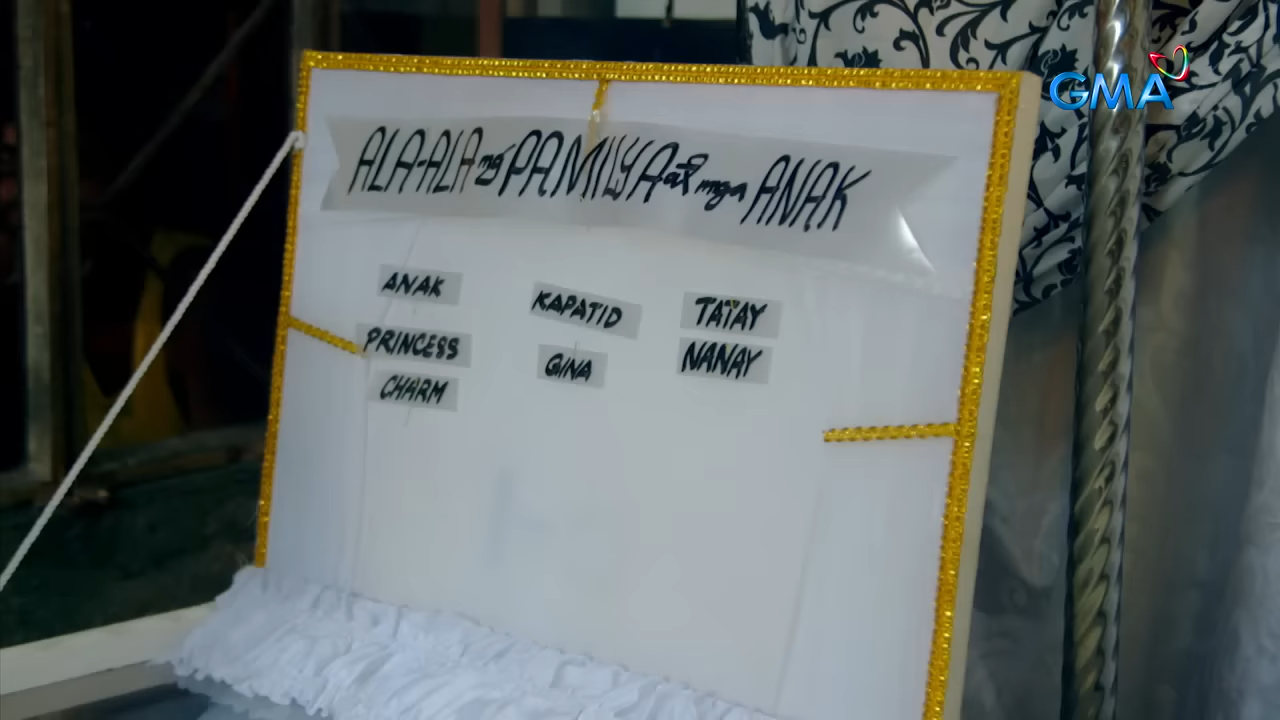 ALA-ALA ng PAMILYA at mga ANAK
ANAK
PRINCESS
CHARM
KAPATID
GINA
TATAY
NANAY
GMA